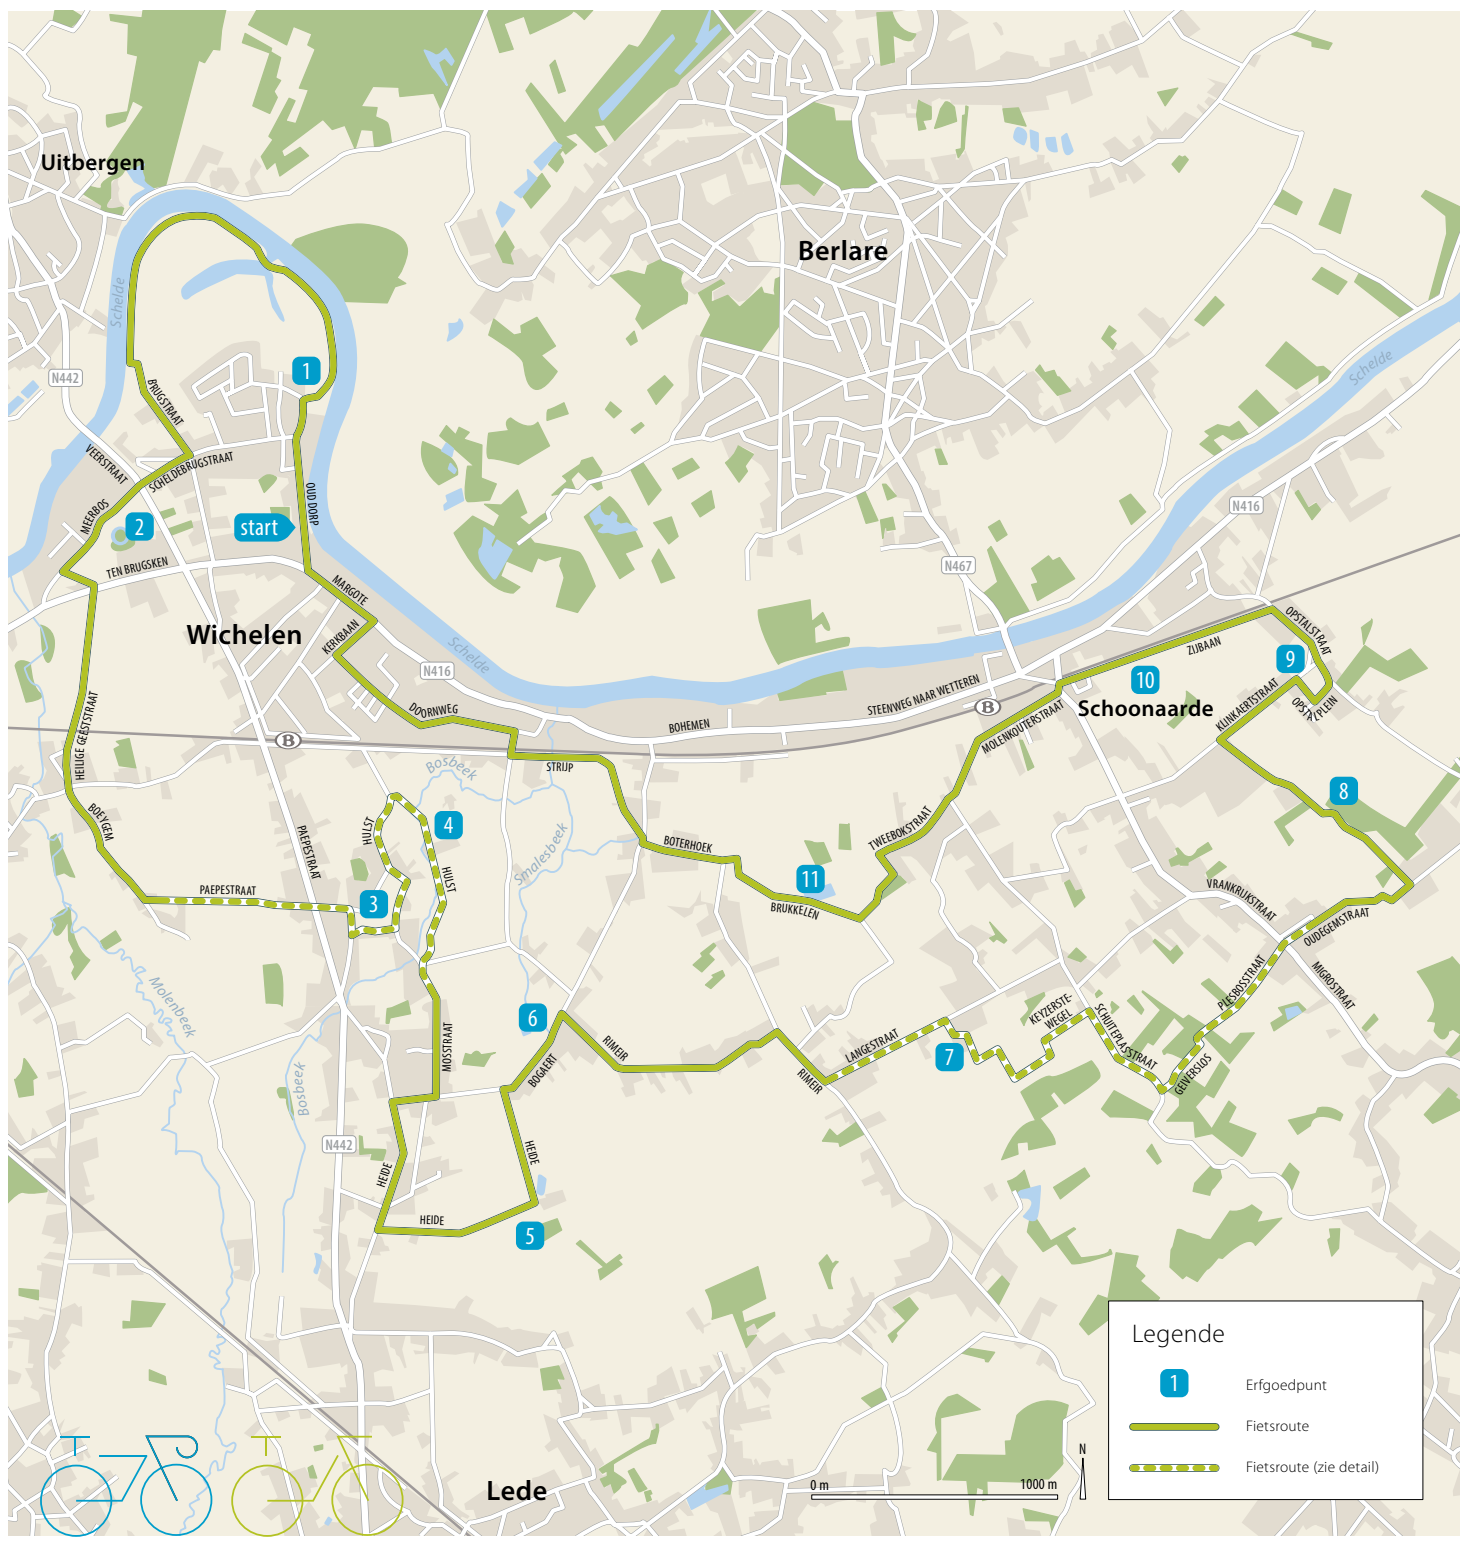 Uitbergen
Berlare
Schelde
1
N442
Schelde
BRUGSTRAAT
VEERSTRAAT
SCHELDEBRUGSTRAAT
MEERBOS
OUD DORP
2
start
N416
TEN BRUGSKEN
N467
MARGOTE
Wichelen
KERKBAAN
OPSTALSTRAAT
ZIJBAAN
9
Schelde
N416
10
STEENWEG NAAR WETTEREN
KLINKAERTSTRAAT
OPSTALPLEIN
DOORNWEG
BOHEMEN
B
Schoonaarde
MOLENKOUTERSTRAAT
HEILIGE GEESTSTRAAT
B
Bosbeek
STRIJP
8
BOEYGEM
HULST
4
PAEPESTRAAT
BOTERHOEK
TWEEBOKSTRAAT
Smalesbeek
HULST
11
PAEPESTRAAT
VRANKRIJKSTRAAT
3
BRUKKELEN
OUDEGEMSTRAAT
PLESBOSSTRAAT
MIGROSTRAAT
Molenbeek
6
KEYZERSTE-
WEGEL
SCHUITEPLASSTRAAT
RIMEIR
MOSSTRAAT
LANGESTRAAT
7
BOGAERT
RIMEIR
GEIVERSLOS
Bosbeek
N442
HEIDE
HEIDE
HEIDE
5
Legende
1 Erfgoedpunt
Fietsroute
Fietsroute (zie detail)
N
0 m 1000 m
Lede